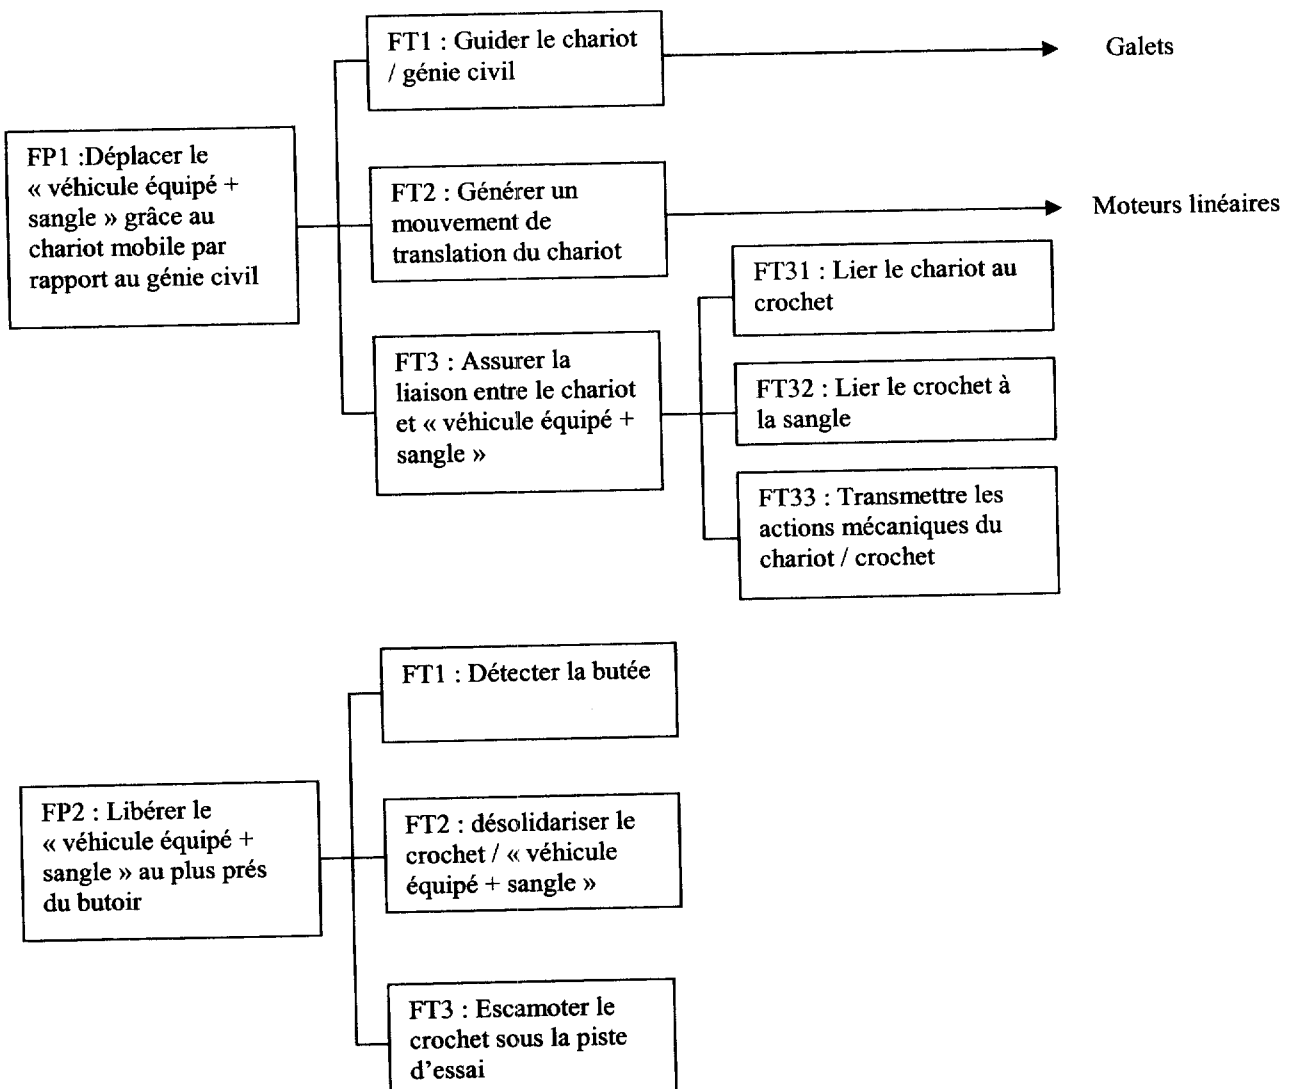 FT1 : Guider le chariot
/ génie civil
Galets
FP1 :Déplacer le
« véhicule équipé +
sangle » grâce au
chariot mobile par
rapport au génie civil
FT2 : Générer un
mouvement de
translation du chariot
Moteurs linéaires
FT3 : Assurer la
liaison entre le chariot
et « véhicule équipé +
sangle »
FT31 : Lier le chariot au
crochet
FT32 : Lier le crochet à
la sangle
FT33 : Transmettre les
actions mécaniques du
chariot / crochet
FP2 : Libérer le
« véhicule équipé +
sangle » au plus prés
du butoir
FT1 : Détecter la butée
FT2 : désolidariser le
crochet / « véhicule
équipé + sangle »
FT3 : Escamoter le
crochet sous la piste
d'essai